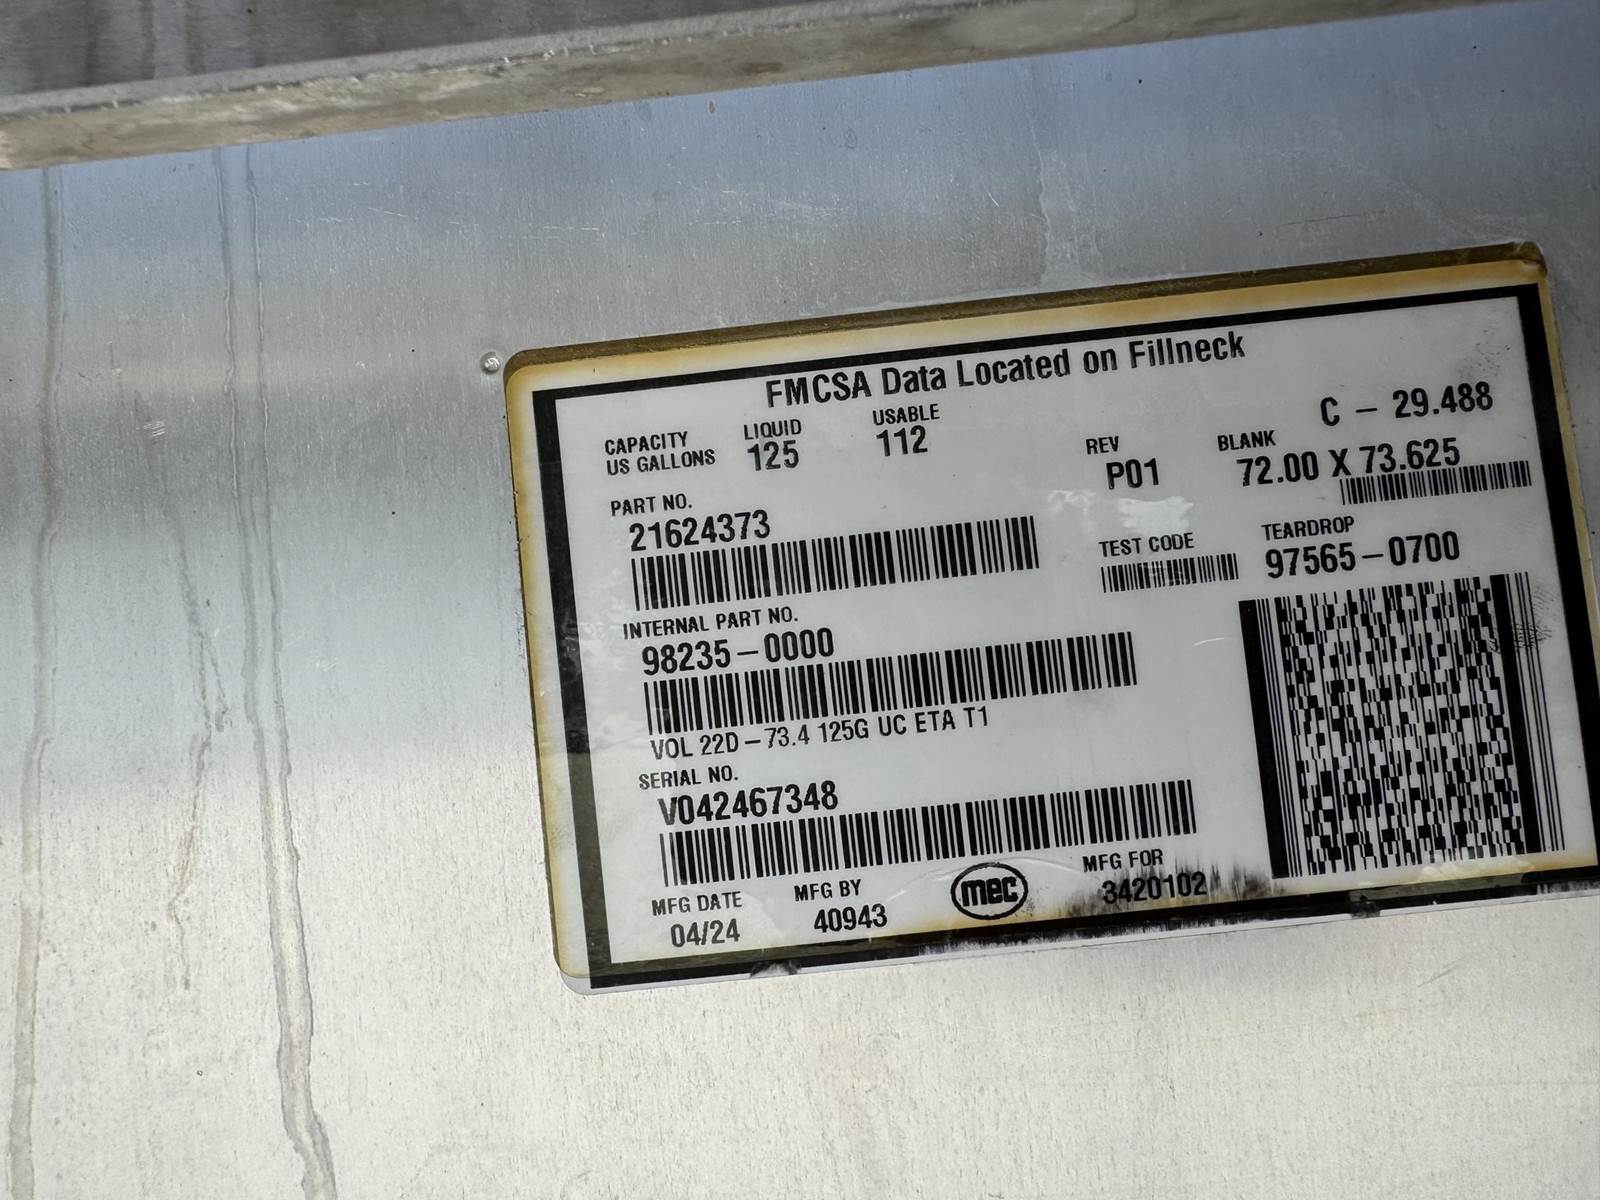 FMCSA Data Located on Fillneck
CAPACITY
US GALLONS
LIQUID
125
USABLE
112
REV
P01
C - 29.488
BLANK
72.00 X 73.625
PART NO.
21624373
TEST CODE
TEARDROP
97565-0700
INTERNAL PART NO.
98235-0000
VOL 22D-73.4 125G UC ETA T1
SERIAL NO.
V042467348
MFG DATE
04/24
MFG BY
40943
mec
MFG FOR
3420102